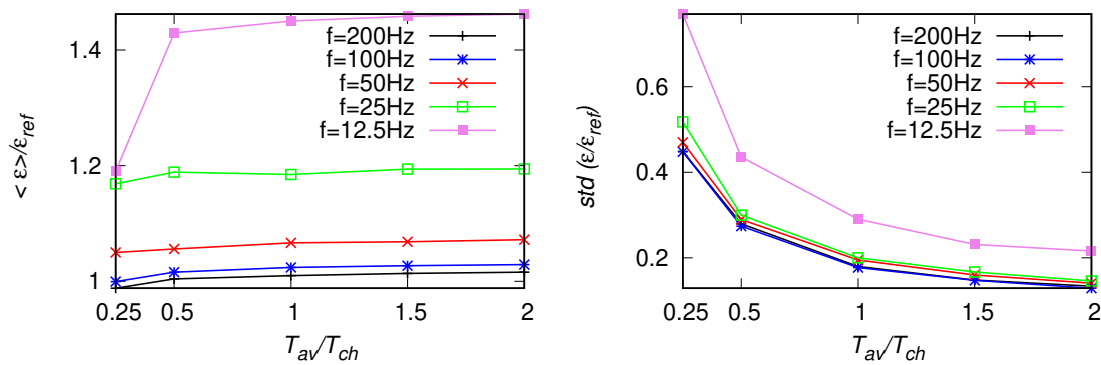 < ε>/ε_ref
1.4
1.2
1
0.25
0.5
1
1.5
2
T_av/T_ch
f=200Hz
f=100Hz
f=50Hz
f=25Hz
f=12.5Hz
std (ε/ε_ref)
0.6
0.4
0.2
0.25
0.5
1
1.5
2
T_av/T_ch
f=200Hz
f=100Hz
f=50Hz
f=25Hz
f=12.5Hz